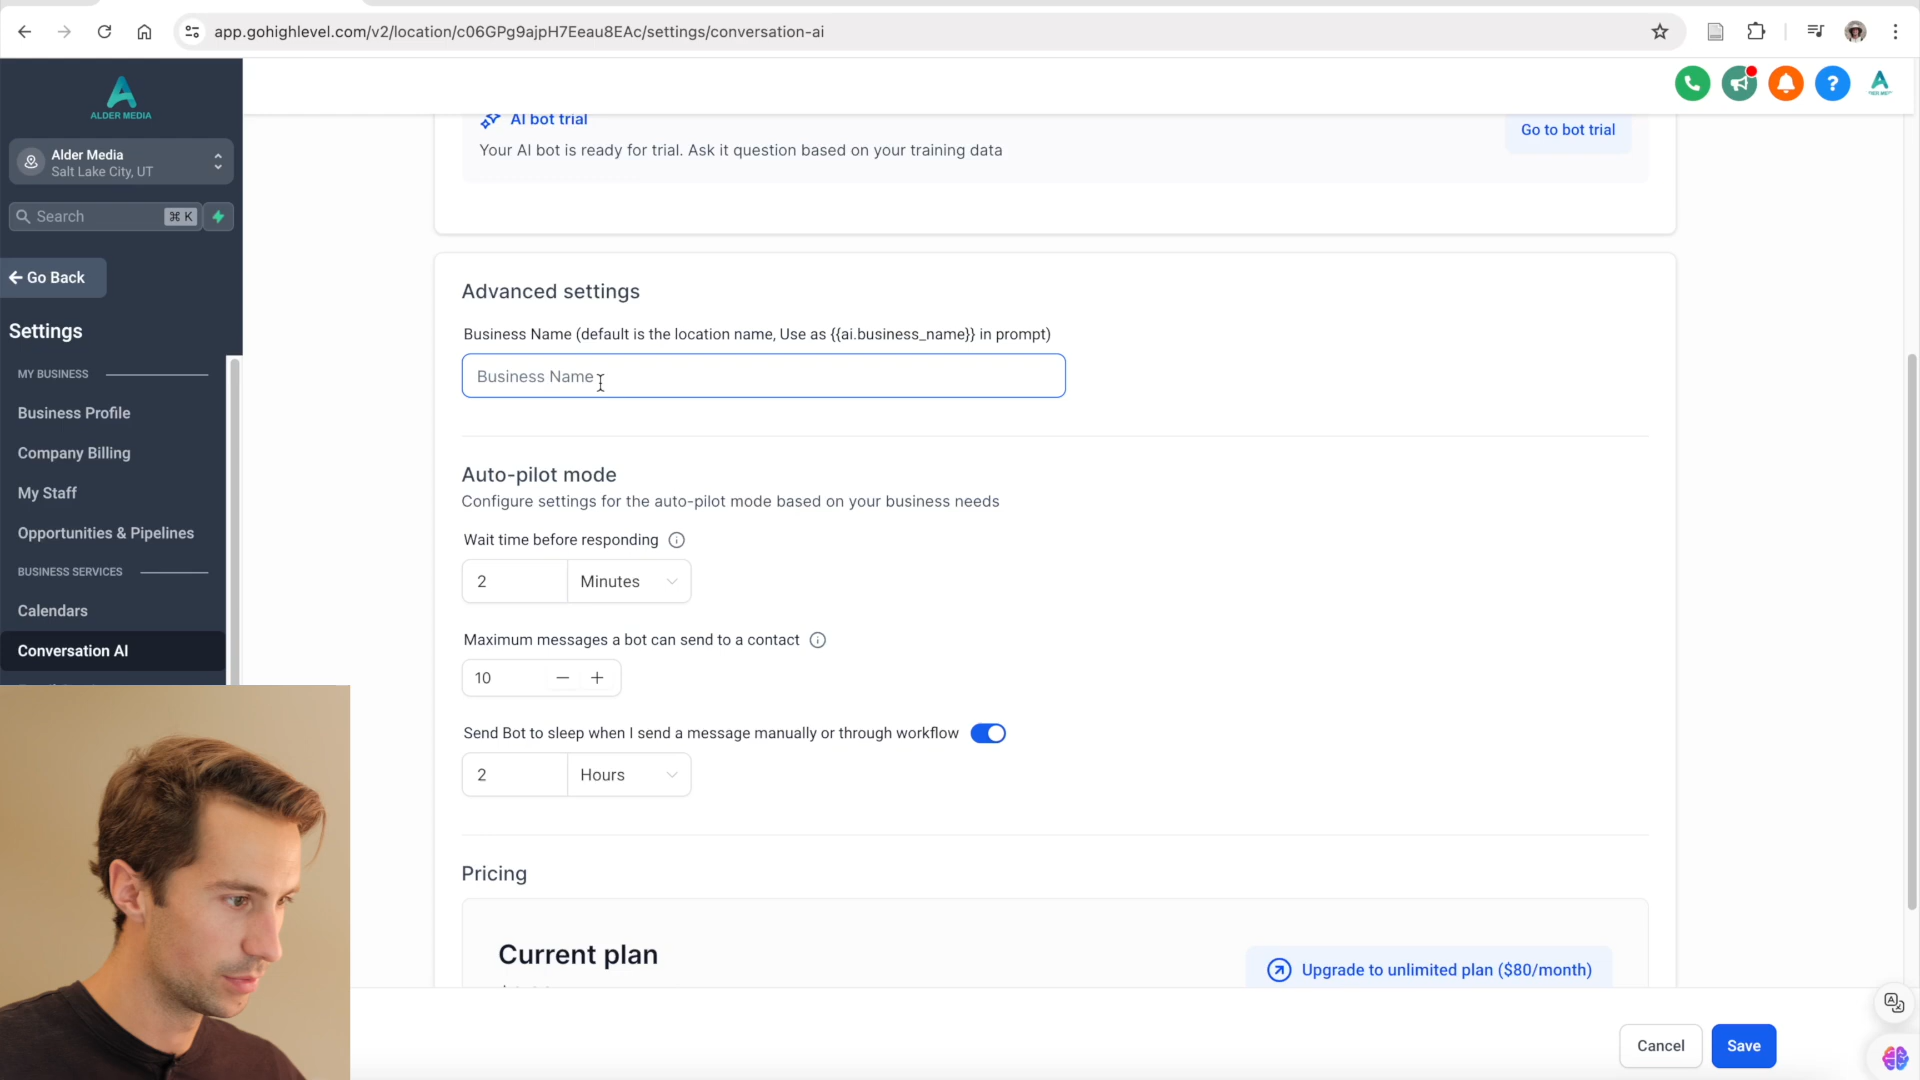 app.gohighlevel.com/v2/location/c06GPg9ajpH7Eeau8EAc/settings/conversation-ai
ALDER MEDIA
Alder Media
Salt Lake City, UT
Search ⌘ K
Go Back
Settings
MY BUSINESS
Business Profile
Company Billing
My Staff
Opportunities & Pipelines
BUSINESS SERVICES
Calendars
Conversation AI
AI bot trial
Your AI bot is ready for trial. Ask it question based on your training data
Go to bot trial
Advanced settings
Business Name (default is the location name, Use as {{ai.business_name}} in prompt)
Business Name
Auto-pilot mode
Configure settings for the auto-pilot mode based on your business needs
Wait time before responding
2 Minutes
Maximum messages a bot can send to a contact
10 − +
Send Bot to sleep when I send a message manually or through workflow
2 Hours
Pricing
Current plan
Upgrade to unlimited plan ($80/month)
Cancel Save